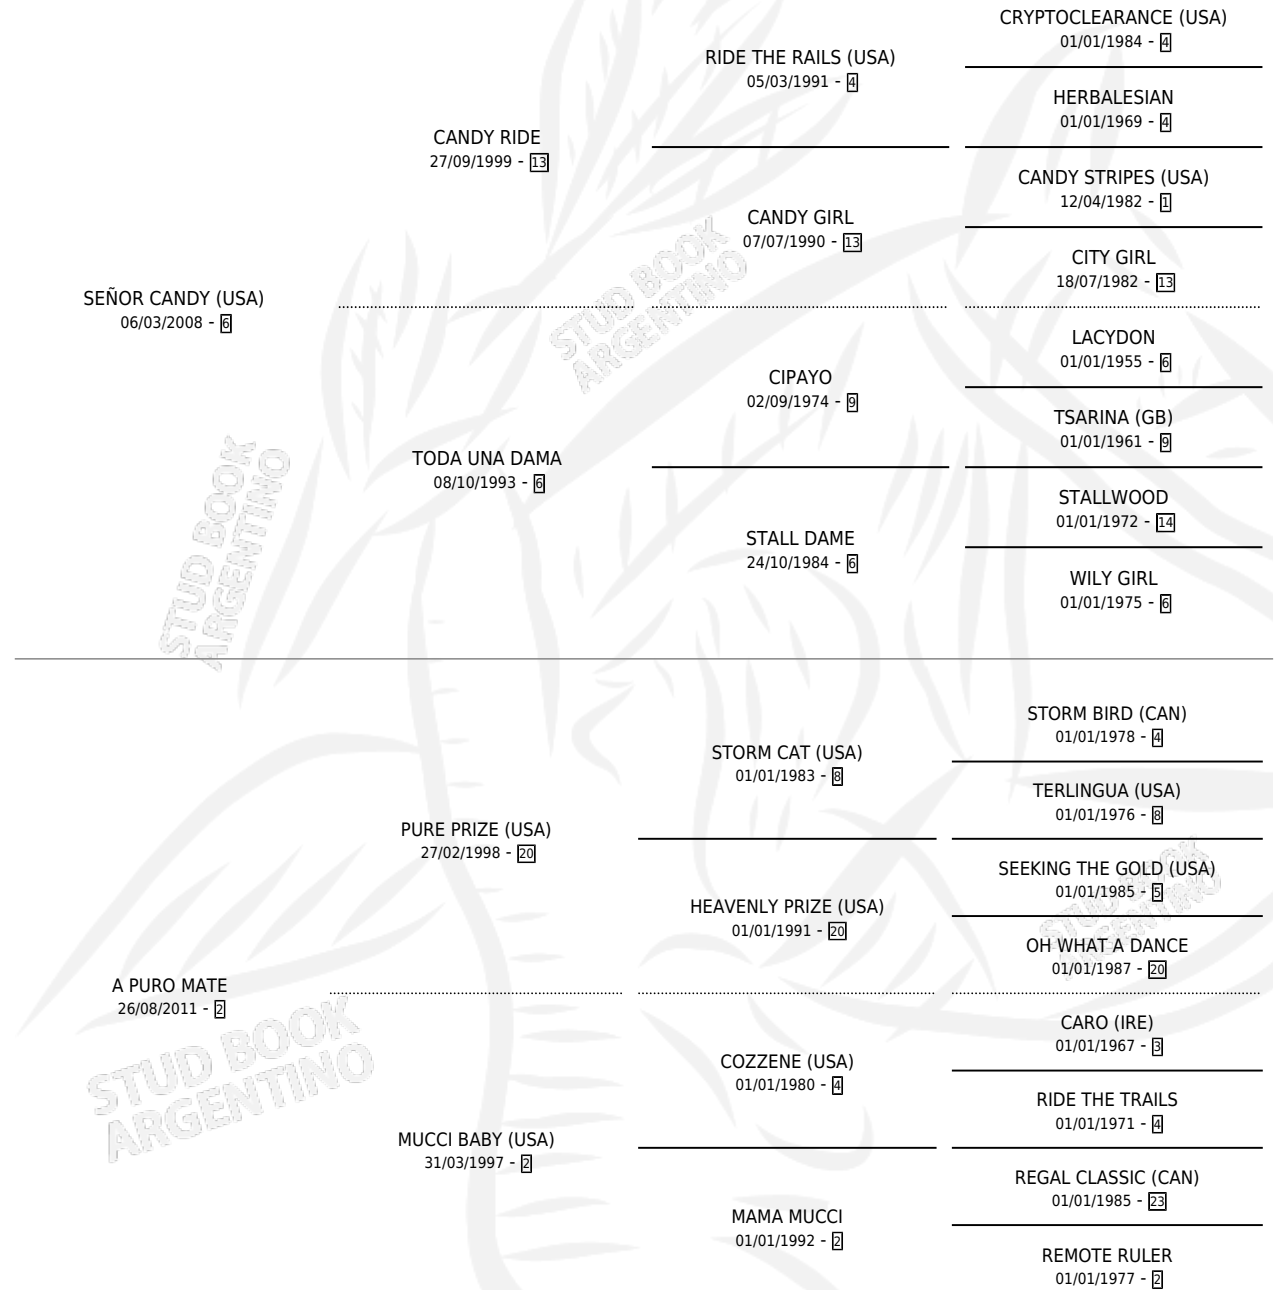 CRYPTOCLEARANCE (USA)
01/01/1984 - 4
RIDE THE RAILS (USA)
05/03/1991 - 4
HERBALESIAN
01/01/1969 - 4
CANDY RIDE
27/09/1999 - 13
CANDY STRIPES (USA)
12/04/1982 - 1
CANDY GIRL
07/07/1990 - 13
CITY GIRL
18/07/1982 - 13
SEÑOR CANDY (USA)
06/03/2008 - 6
LACYDON
01/01/1955 - 6
CIPAYO
02/09/1974 - 9
TSARINA (GB)
01/01/1961 - 9
TODA UNA DAMA
08/10/1993 - 6
STALLWOOD
01/01/1972 - 14
STALL DAME
24/10/1984 - 6
WILY GIRL
01/01/1975 - 6
STUD BOOK
ARGENTINO
STUD BOOK
ARGENTINO
STORM BIRD (CAN)
01/01/1978 - 4
STORM CAT (USA)
01/01/1983 - 8
TERLINGUA (USA)
01/01/1976 - 8
PURE PRIZE (USA)
27/02/1998 - 20
SEEKING THE GOLD (USA)
01/01/1985 - 5
HEAVENLY PRIZE (USA)
01/01/1991 - 20
OH WHAT A DANCE
01/01/1987 - 20
STUD BOOK
ARGENTINO
A PURO MATE
26/08/2011 - 2
STUD BOOK
ARGENTINO
CARO (IRE)
01/01/1967 - 3
COZZENE (USA)
01/01/1980 - 4
RIDE THE TRAILS
01/01/1971 - 4
MUCCI BABY (USA)
31/03/1997 - 2
REGAL CLASSIC (CAN)
01/01/1985 - 23
MAMA MUCCI
01/01/1992 - 2
REMOTE RULER
01/01/1977 - 2